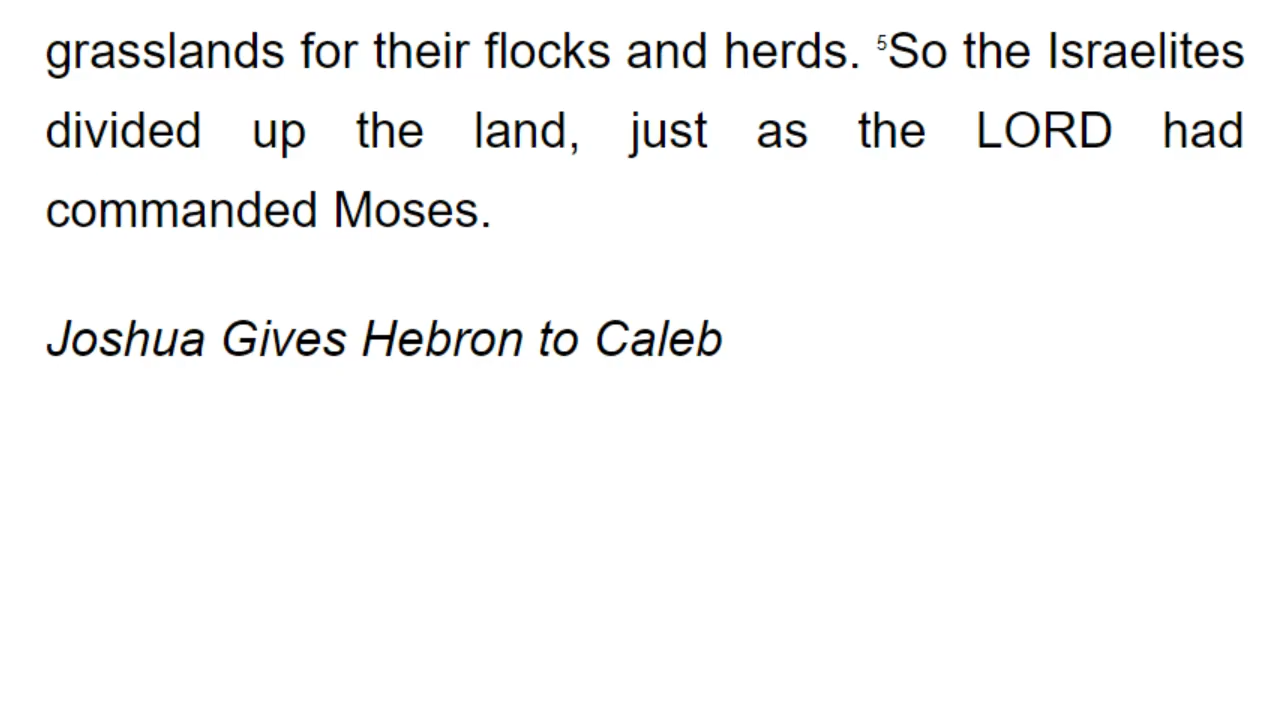 grasslands for their flocks and herds. ⁵So the Israelites
divided up the land, just as the LORD had
commanded Moses.
Joshua Gives Hebron to Caleb